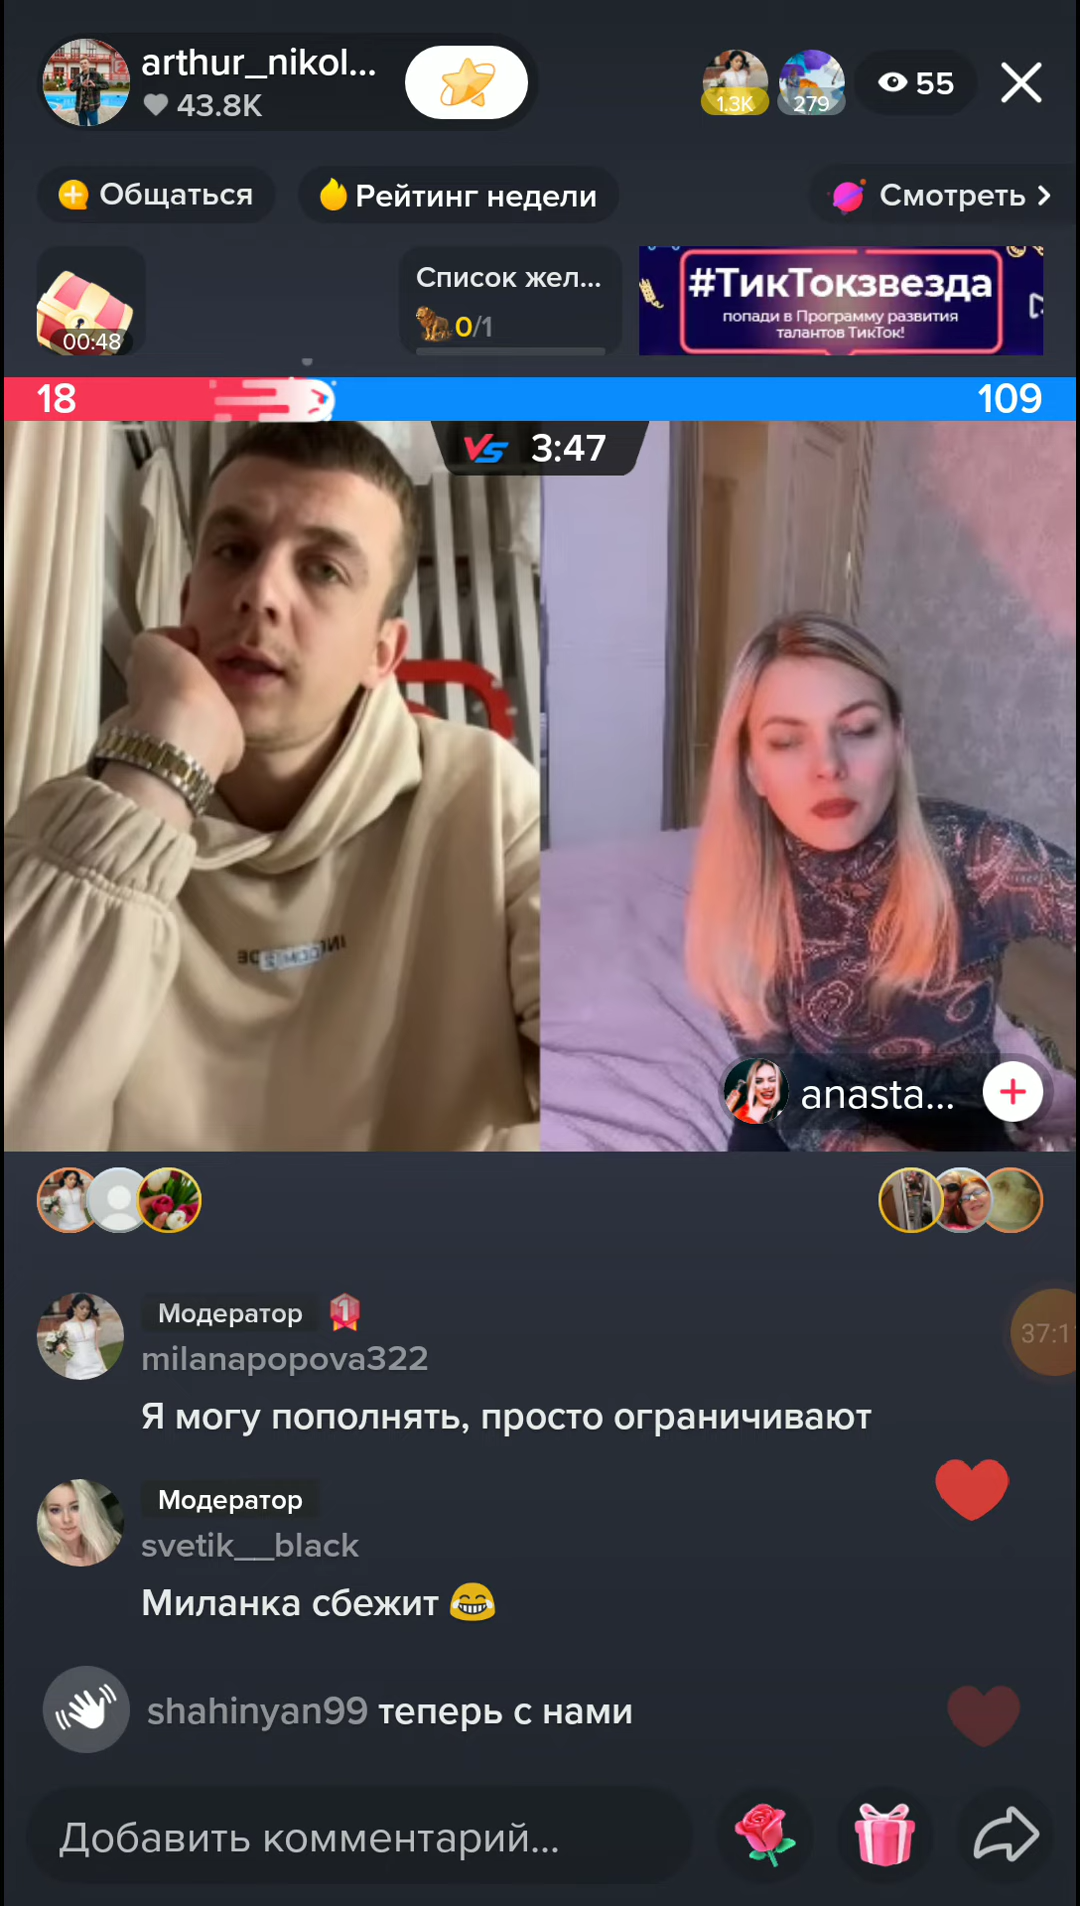 arthur_nikol...
43.8K
1.3K
279
55
Общаться
Рейтинг недели
Смотреть
00:48
Список жел...
0/1
#ТикТокзвезда
попади в Программу развития
талантов ТикТок!
18
109
VS 3:47
anasta...
Модератор
1
milanapopova322
Я могу пополнять, просто ограничивают
37:1
Модератор
svetik__black
Миланка сбежит 😂
shahinyan99 теперь с нами
Добавить комментарий...